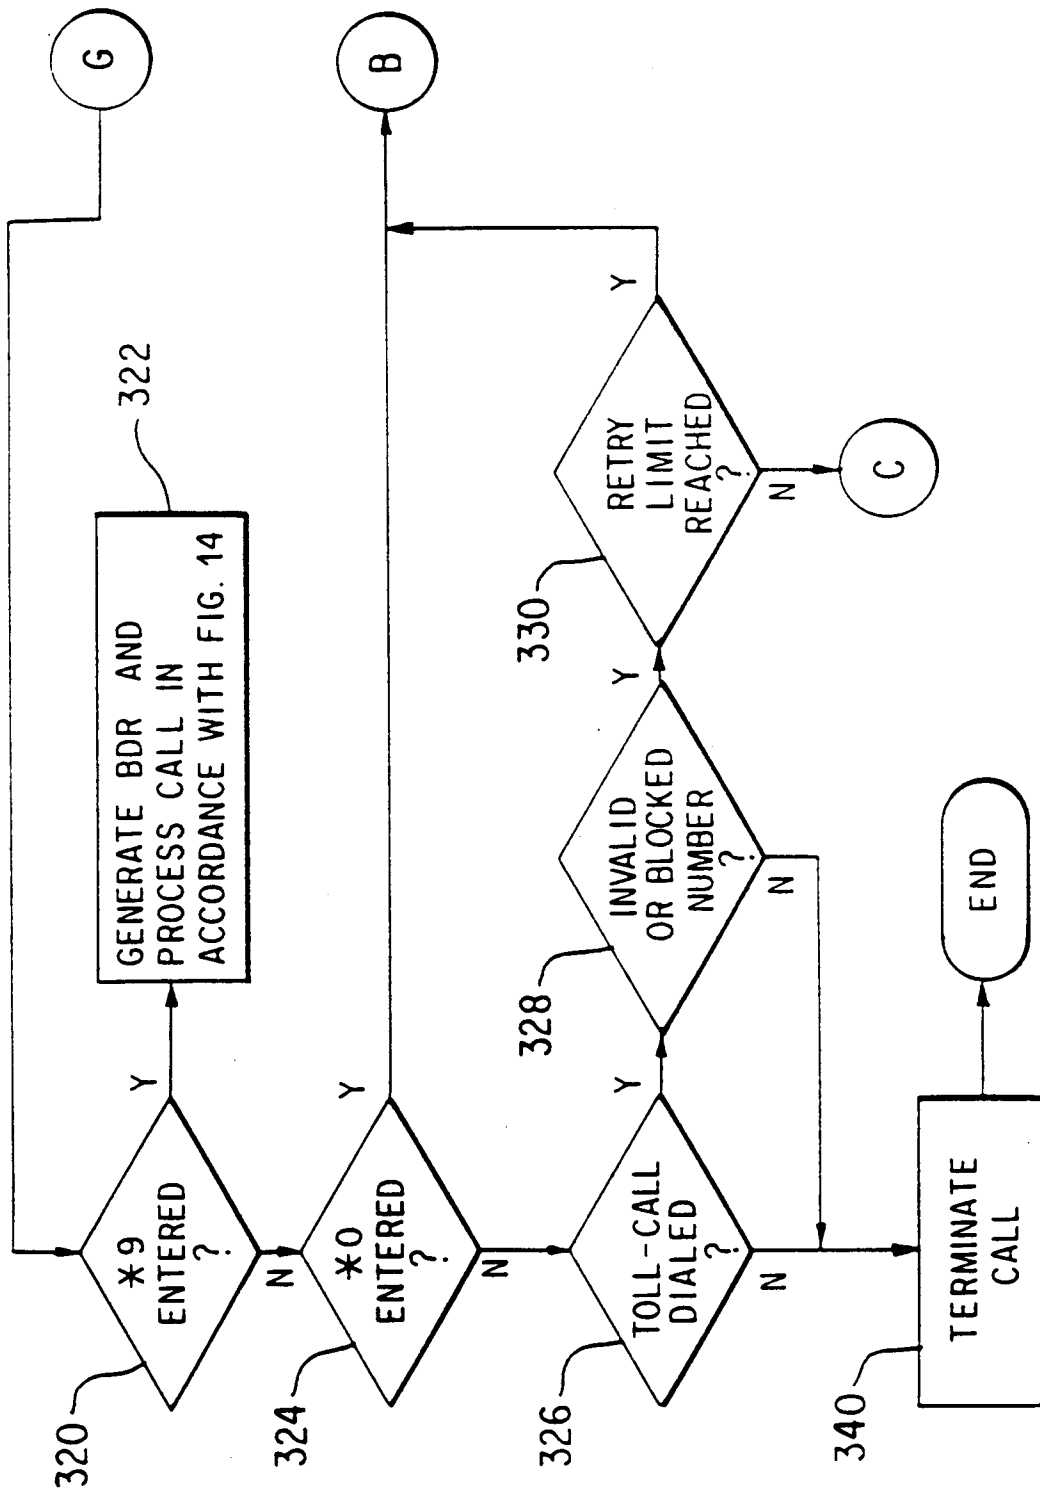 G
320
*9
ENTERED
?
Y
N
GENERATE BDR AND
PROCESS CALL IN
ACCORDANCE WITH FIG. 14
322
324
*0
ENTERED
?
Y
N
B
326
TOLL-CALL
DIALED
?
Y
N
328
INVALID
OR BLOCKED
NUMBER
?
Y
N
330
RETRY
LIMIT
REACHED
?
Y
N
C
340
TERMINATE
CALL
END